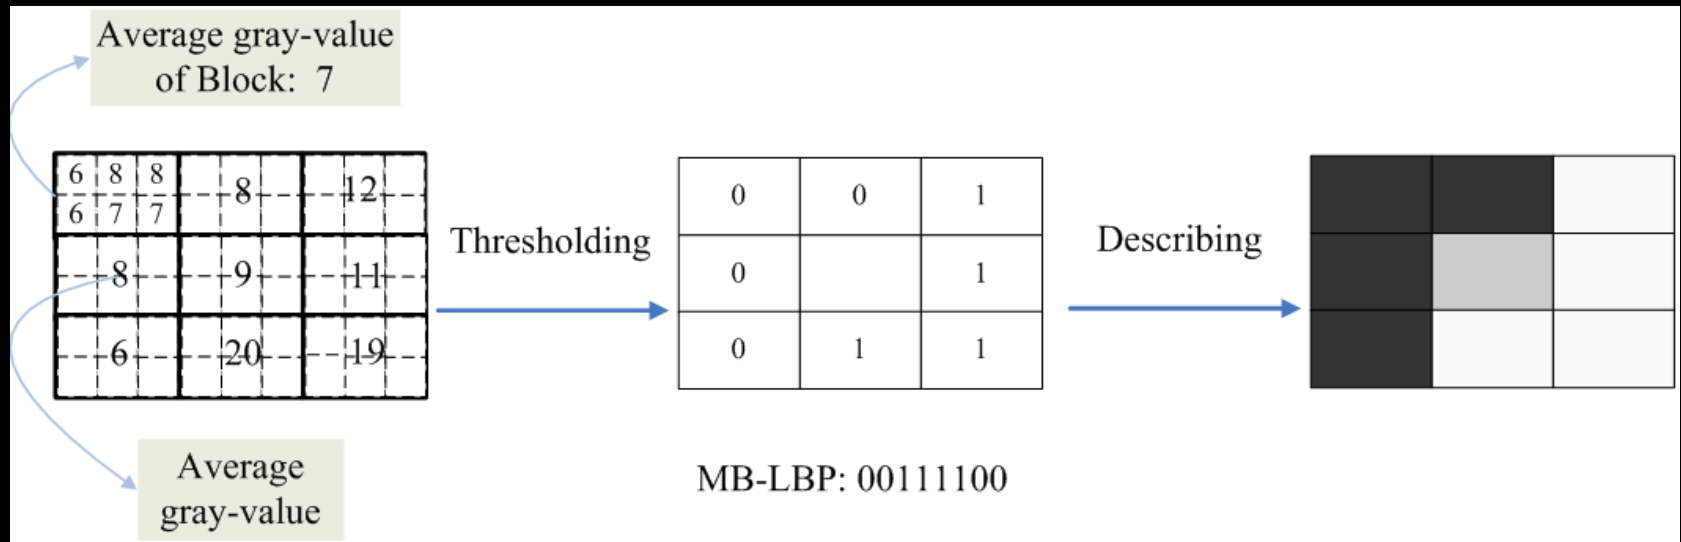 Average gray-value
of Block: 7
6 8 8
6 7 7
8
12
8
9
11
6
20
19
Average
gray-value
Thresholding
0 0 1
0 1
0 1 1
MB-LBP: 00111100
Describing